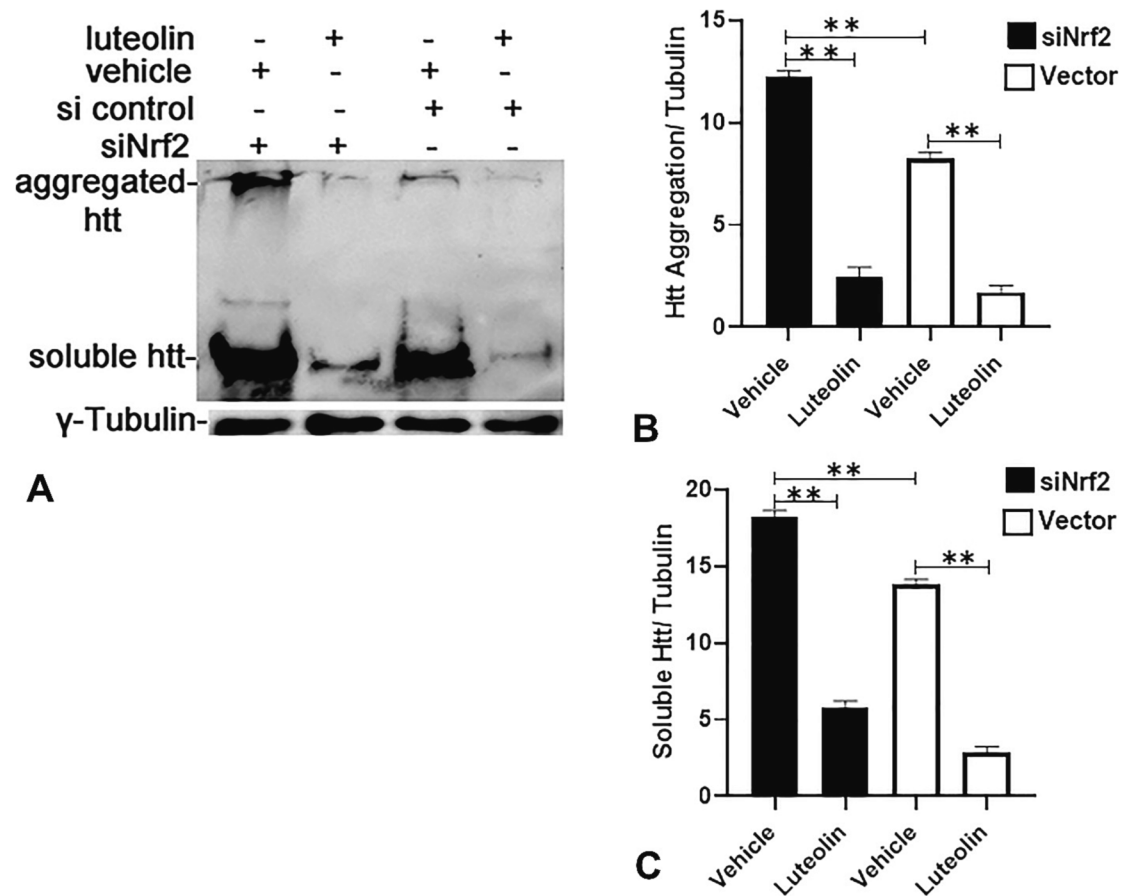 luteolin - + - +
vehicle + - + -
si control - - + +
siNrf2 + + - -
aggregated-
htt
soluble htt-
γ-Tubulin-
A
15
10
5
0
Htt Aggregation/ Tubulin
**
**
**
siNrf2
Vector
Vehicle
Luteolin
Vehicle
Luteolin
B
20
15
10
5
0
Soluble Htt/ Tubulin
**
**
**
siNrf2
Vector
Vehicle
Luteolin
Vehicle
Luteolin
C